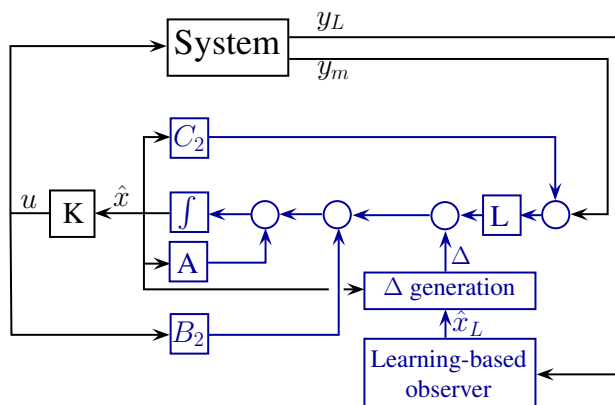 y_L
System
y_m
C_2
u
K
x̂
∫
L
A
Δ
Δ generation
B_2
x̂_L
Learning-based
observer